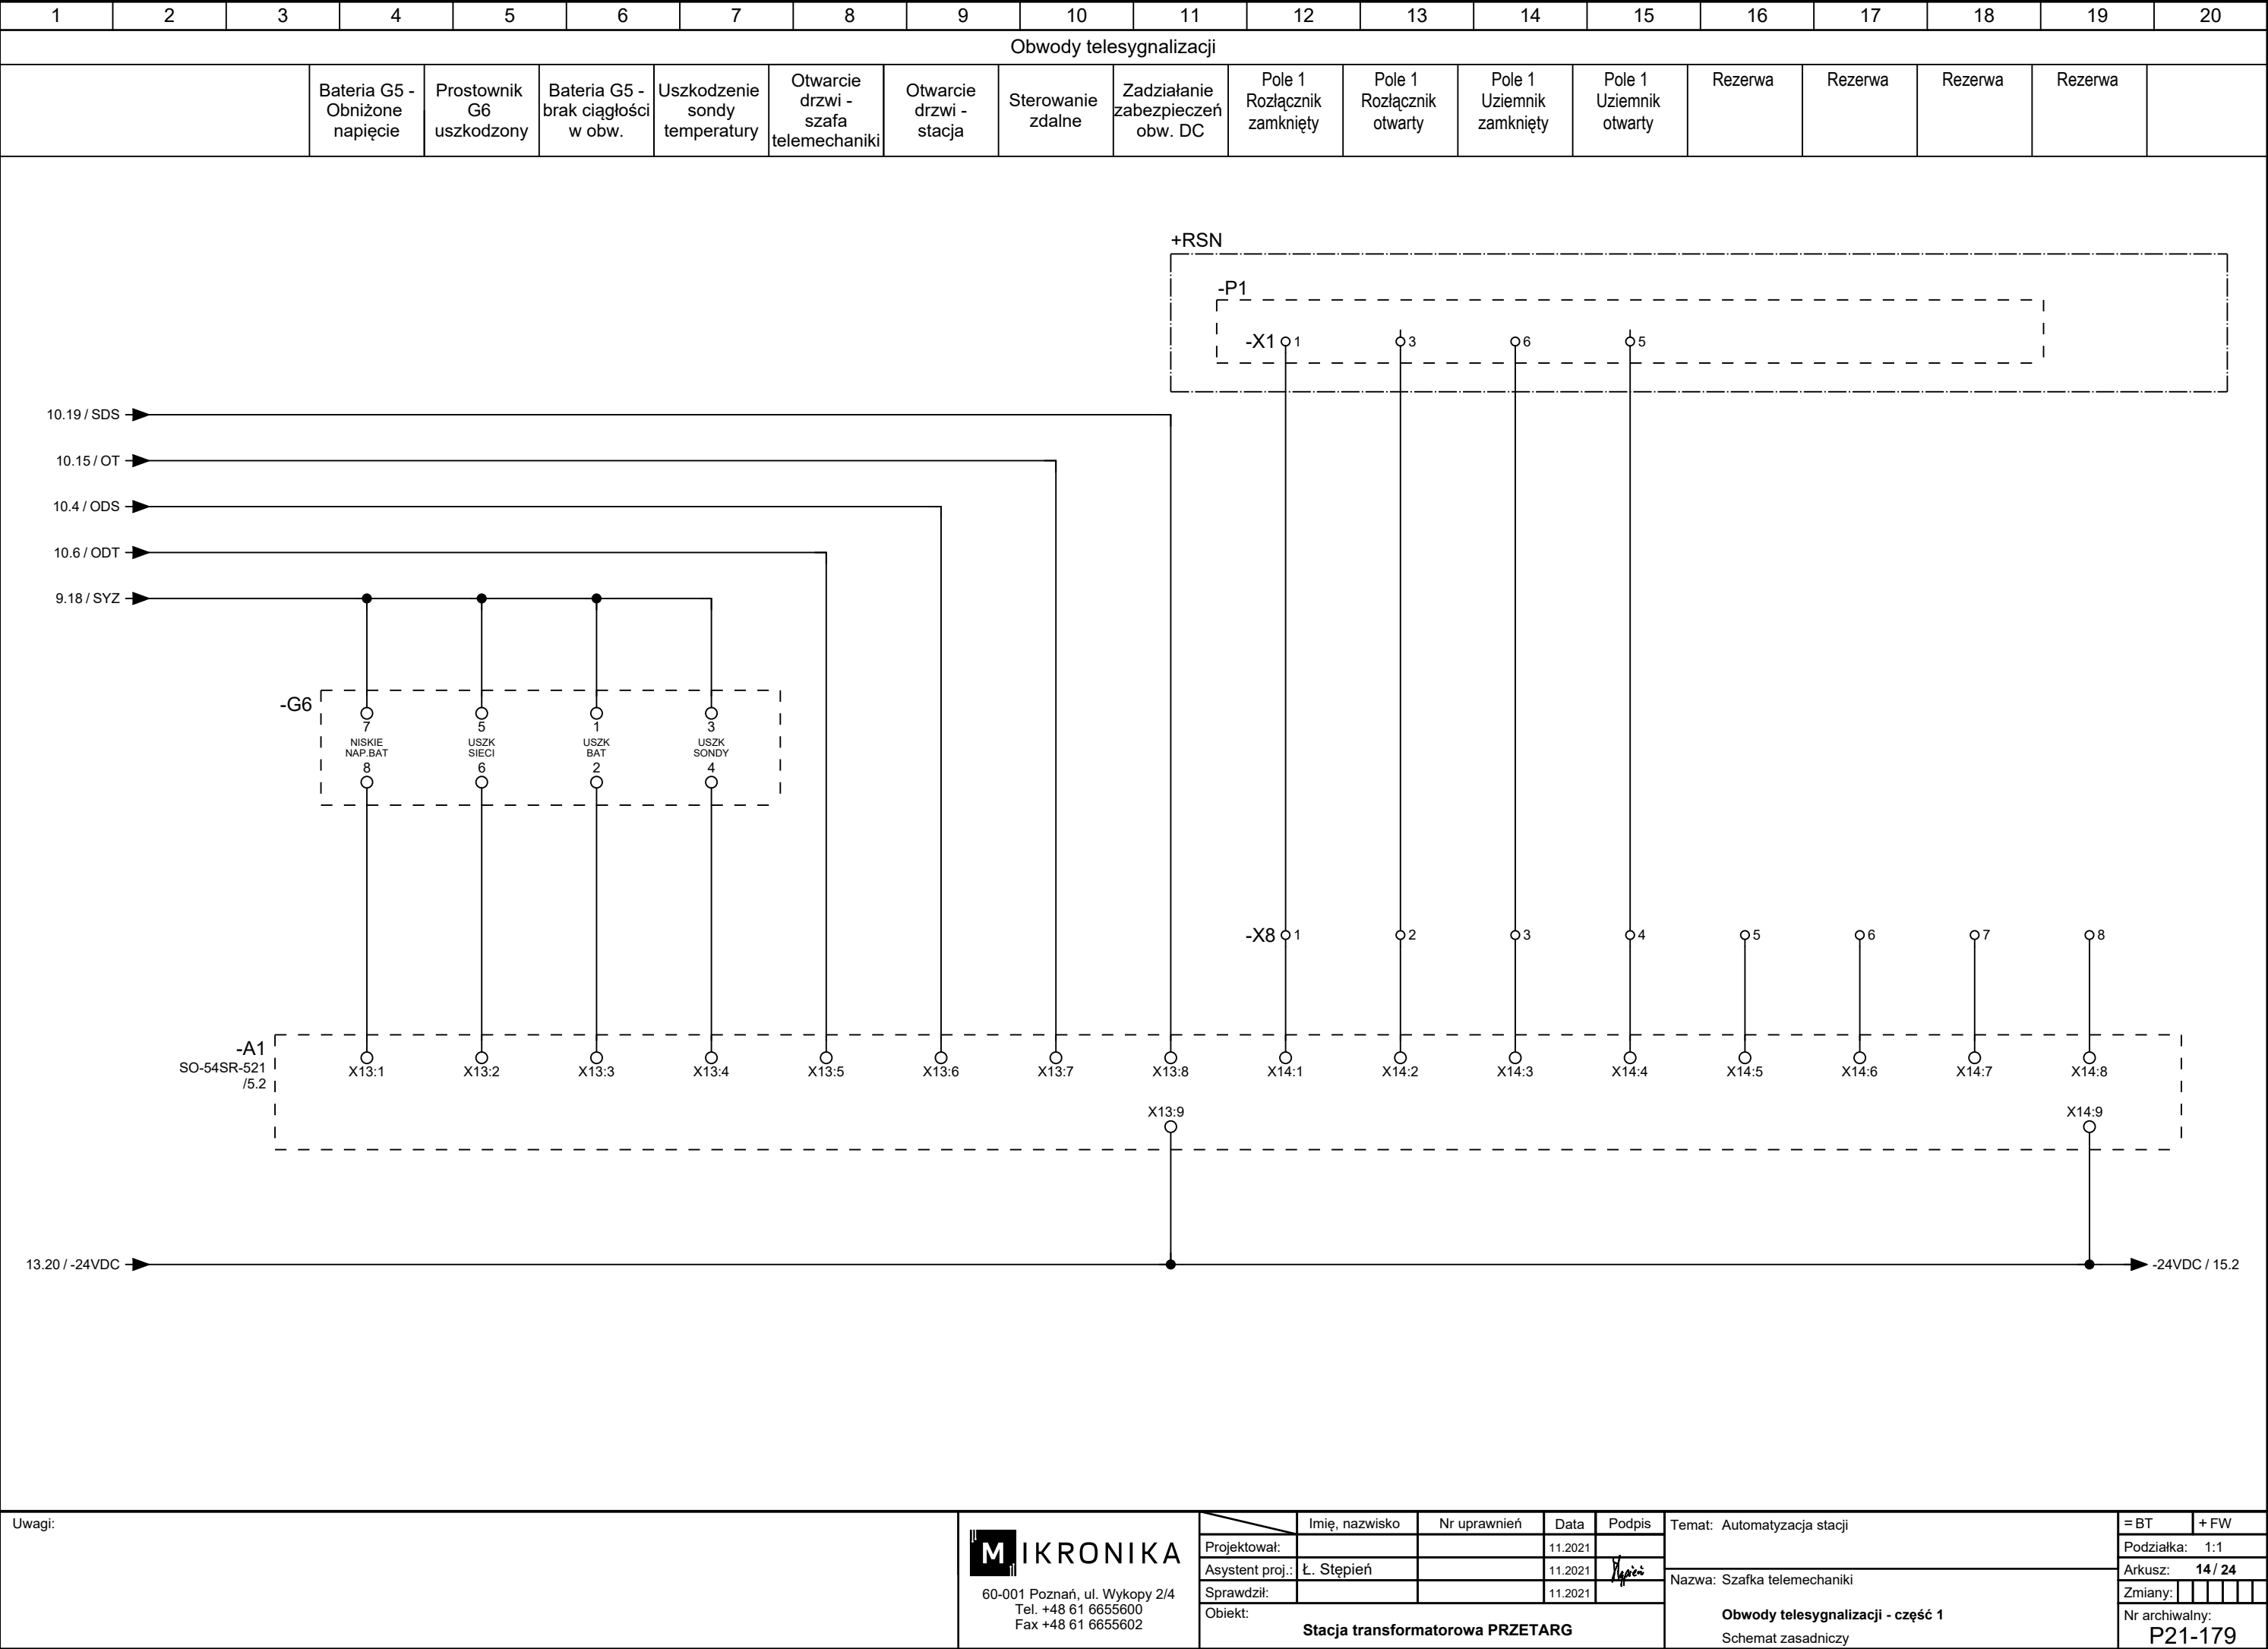 1 2 3 4 5 6 7 8 9 10 11 12 13 14 15 16 17 18 19 20
Obwody telesygnalizacji
Bateria G5 -
Obniżone
napięcie
Prostownik
G6
uszkodzony
Bateria G5 -
brak ciągłości
w obw.
Uszkodzenie
sondy
temperatury
Otwarcie
drzwi -
szafa
telemechaniki
Otwarcie
drzwi -
stacja
Sterowanie
zdalne
Zadziałanie
zabezpieczeń
obw. DC
Pole 1
Rozłącznik
zamknięty
Pole 1
Rozłącznik
otwarty
Pole 1
Uziemnik
zamknięty
Pole 1
Uziemnik
otwarty
Rezerwa
Rezerwa
Rezerwa
Rezerwa
+RSN
-P1
-X1 1 3 6 5
10.19 / SDS
10.15 / OT
10.4 / ODS
10.6 / ODT
9.18 / SYZ
-G6
7
NISKIE
NAP.BAT
8
5
USZK
SIECI
6
1
USZK
BAT
2
3
USZK
SONDY
4
-X8 1 2 3 4 5 6 7 8
-A1
SO-54SR-521
/5.2
X13:1 X13:2 X13:3 X13:4 X13:5 X13:6 X13:7 X13:8 X14:1 X14:2 X14:3 X14:4 X14:5 X14:6 X14:7 X14:8
X13:9 X14:9
13.20 / -24VDC
-24VDC / 15.2
Uwagi:
MIKRONIKA
60-001 Poznań, ul. Wykopy 2/4
Tel. +48 61 6655600
Fax +48 61 6655602
Imię, nazwisko Nr uprawnień Data Podpis
Projektował: 11.2021
Asystent proj.: Ł. Stępień 11.2021 Stępień
Sprawdził: 11.2021
Obiekt:
Stacja transformatorowa PRZETARG
Temat: Automatyzacja stacji
Nazwa: Szafka telemechaniki
Obwody telesygnalizacji - część 1
Schemat zasadniczy
= BT + FW
Podziałka: 1:1
Arkusz: 14 / 24
Zmiany:
Nr archiwalny:
P21-179